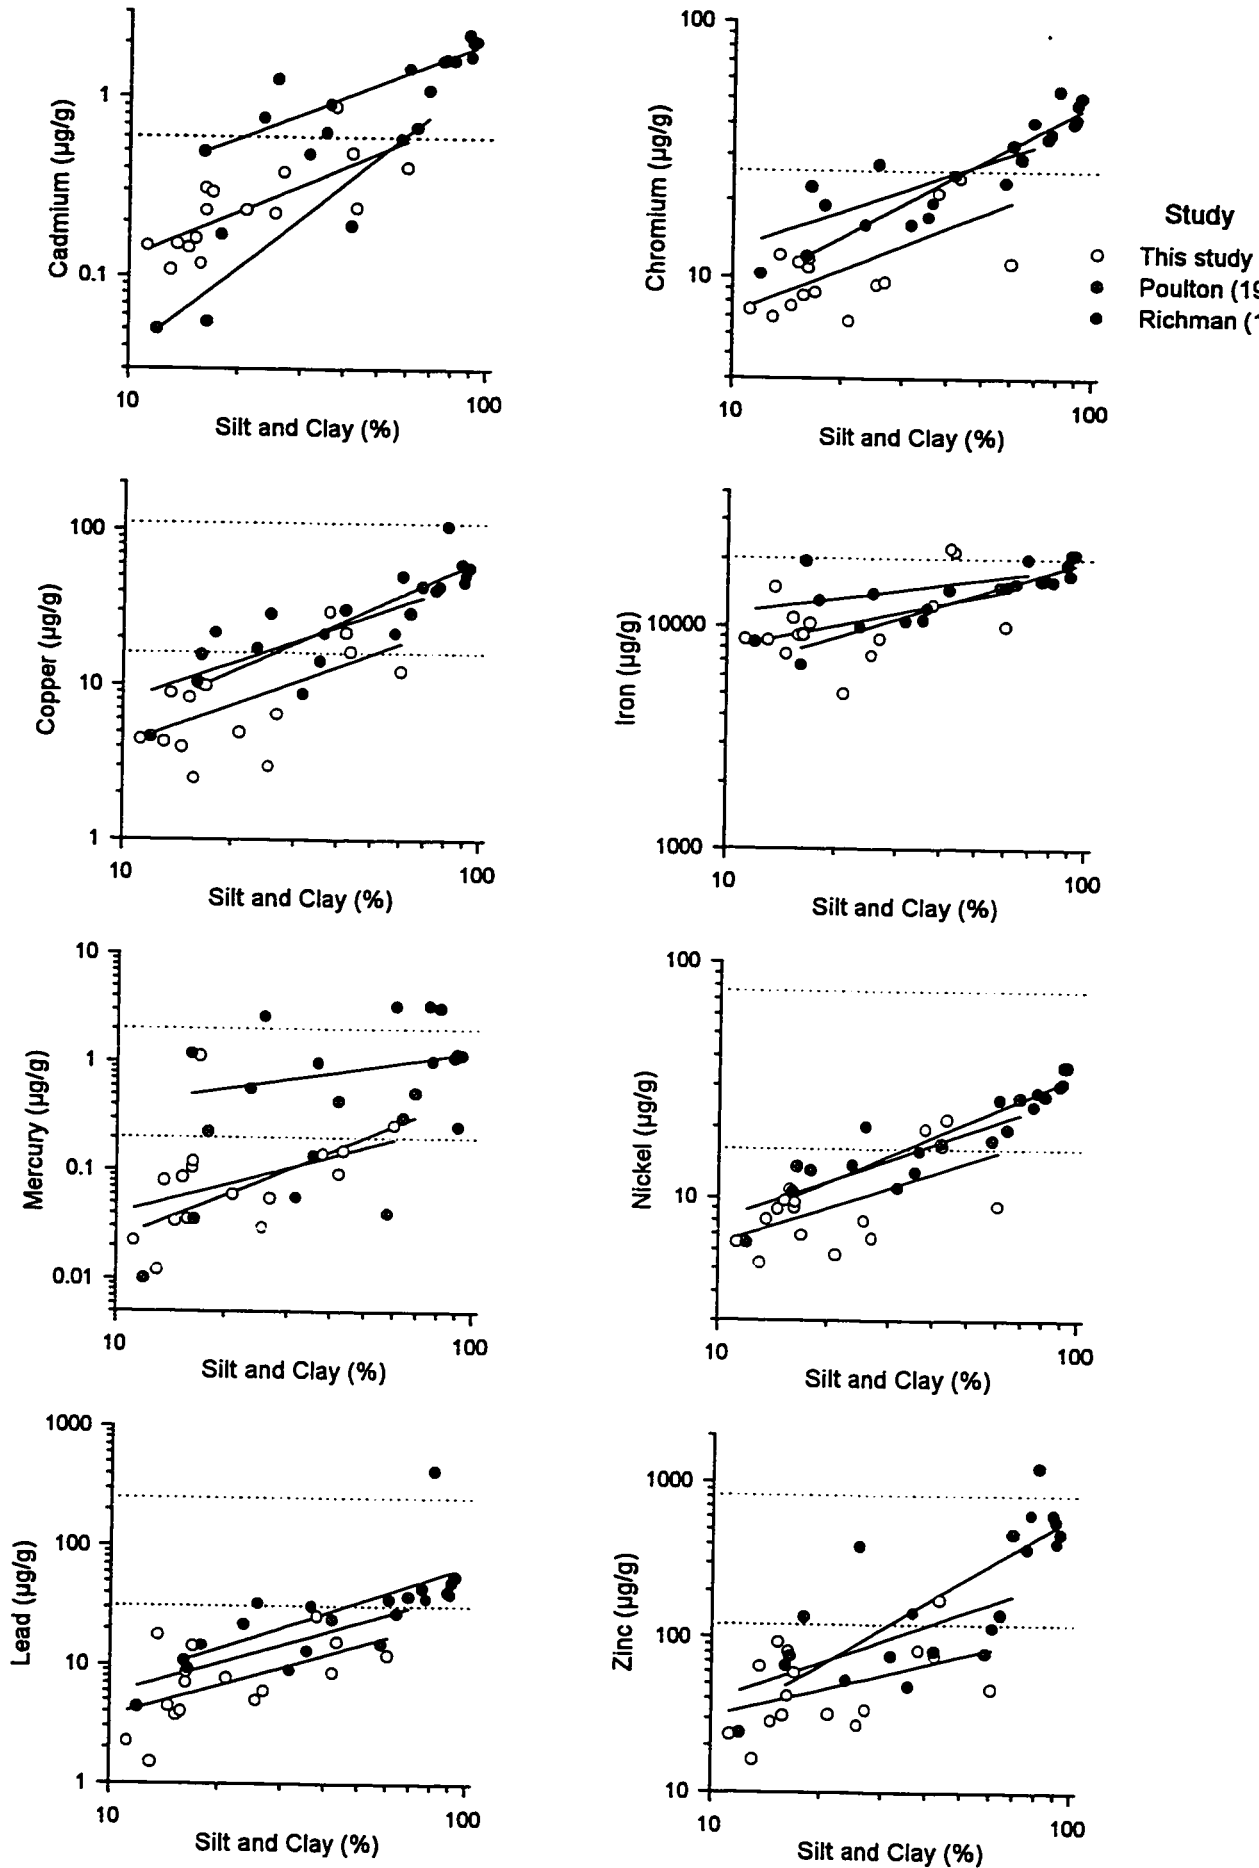 Cadmium (µg/g)
1
0.1
10
100
Silt and Clay (%)
Chromium (µg/g)
100
10
10
100
Silt and Clay (%)
Study
This study
Poulton (19
Richman (1
Copper (µg/g)
100
10
1
10
100
Silt and Clay (%)
Iron (µg/g)
10000
1000
10
100
Silt and Clay (%)
Mercury (µg/g)
10
1
0.1
0.01
10
100
Silt and Clay (%)
Nickel (µg/g)
100
10
10
100
Silt and Clay (%)
Lead (µg/g)
1000
100
10
1
10
100
Silt and Clay (%)
Zinc (µg/g)
1000
100
10
10
100
Silt and Clay (%)